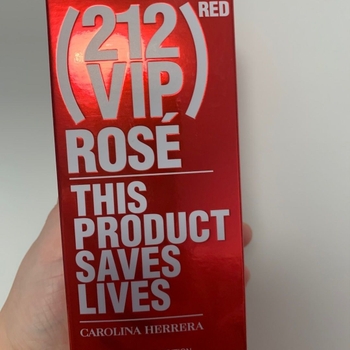 (212 VIP) RED
ROSÉ
THIS
PRODUCT
SAVES
LIVES
CAROLINA HERRERA